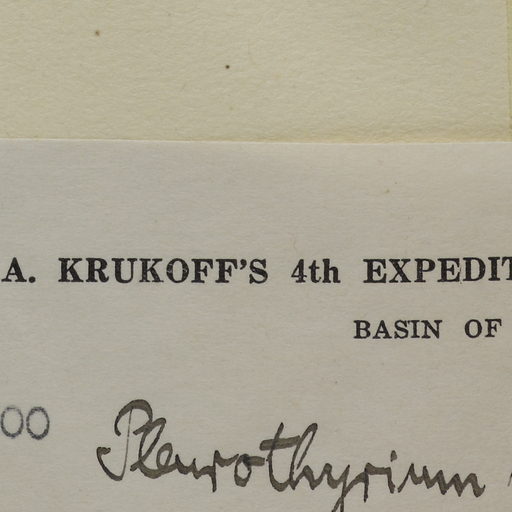 A. KRUKOFF'S 4th EXPEDIT
BASIN OF
00
Pleurothyrium